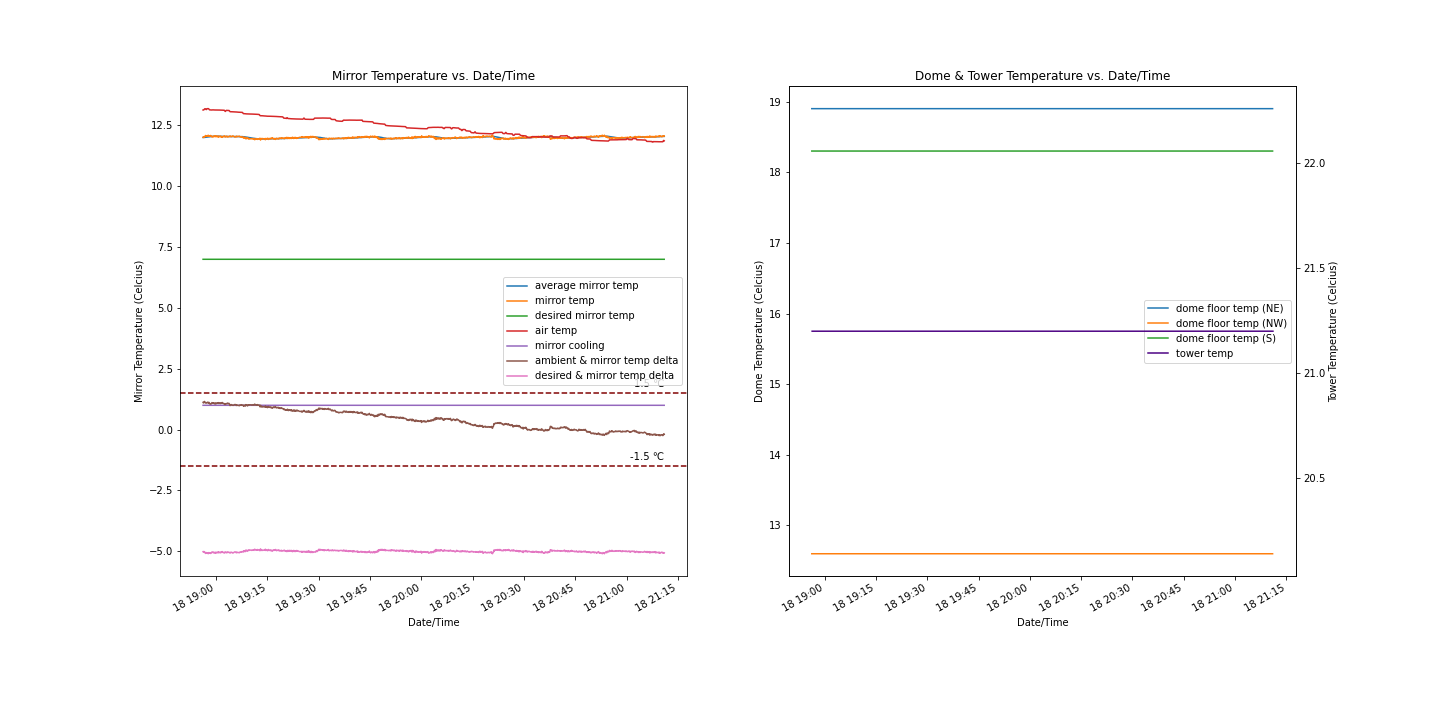 Mirror Temperature vs. Date/Time
Mirror Temperature (Celcius)
12.5
10.0
7.5
5.0
2.5
0.0
−2.5
−5.0
average mirror temp
mirror temp
desired mirror temp
air temp
mirror cooling
ambient & mirror temp delta
desired & mirror temp delta
1.5 °C
-1.5 °C
18 19:00
18 19:15
18 19:30
18 19:45
18 20:00
18 20:15
18 20:30
18 20:45
18 21:00
18 21:15
Date/Time
Dome & Tower Temperature vs. Date/Time
Dome Temperature (Celcius)
19
18
17
16
15
14
13
dome floor temp (NE)
dome floor temp (NW)
dome floor temp (S)
tower temp
22.0
21.5
21.0
20.5
Tower Temperature (Celcius)
18 19:00
18 19:15
18 19:30
18 19:45
18 20:00
18 20:15
18 20:30
18 20:45
18 21:00
18 21:15
Date/Time